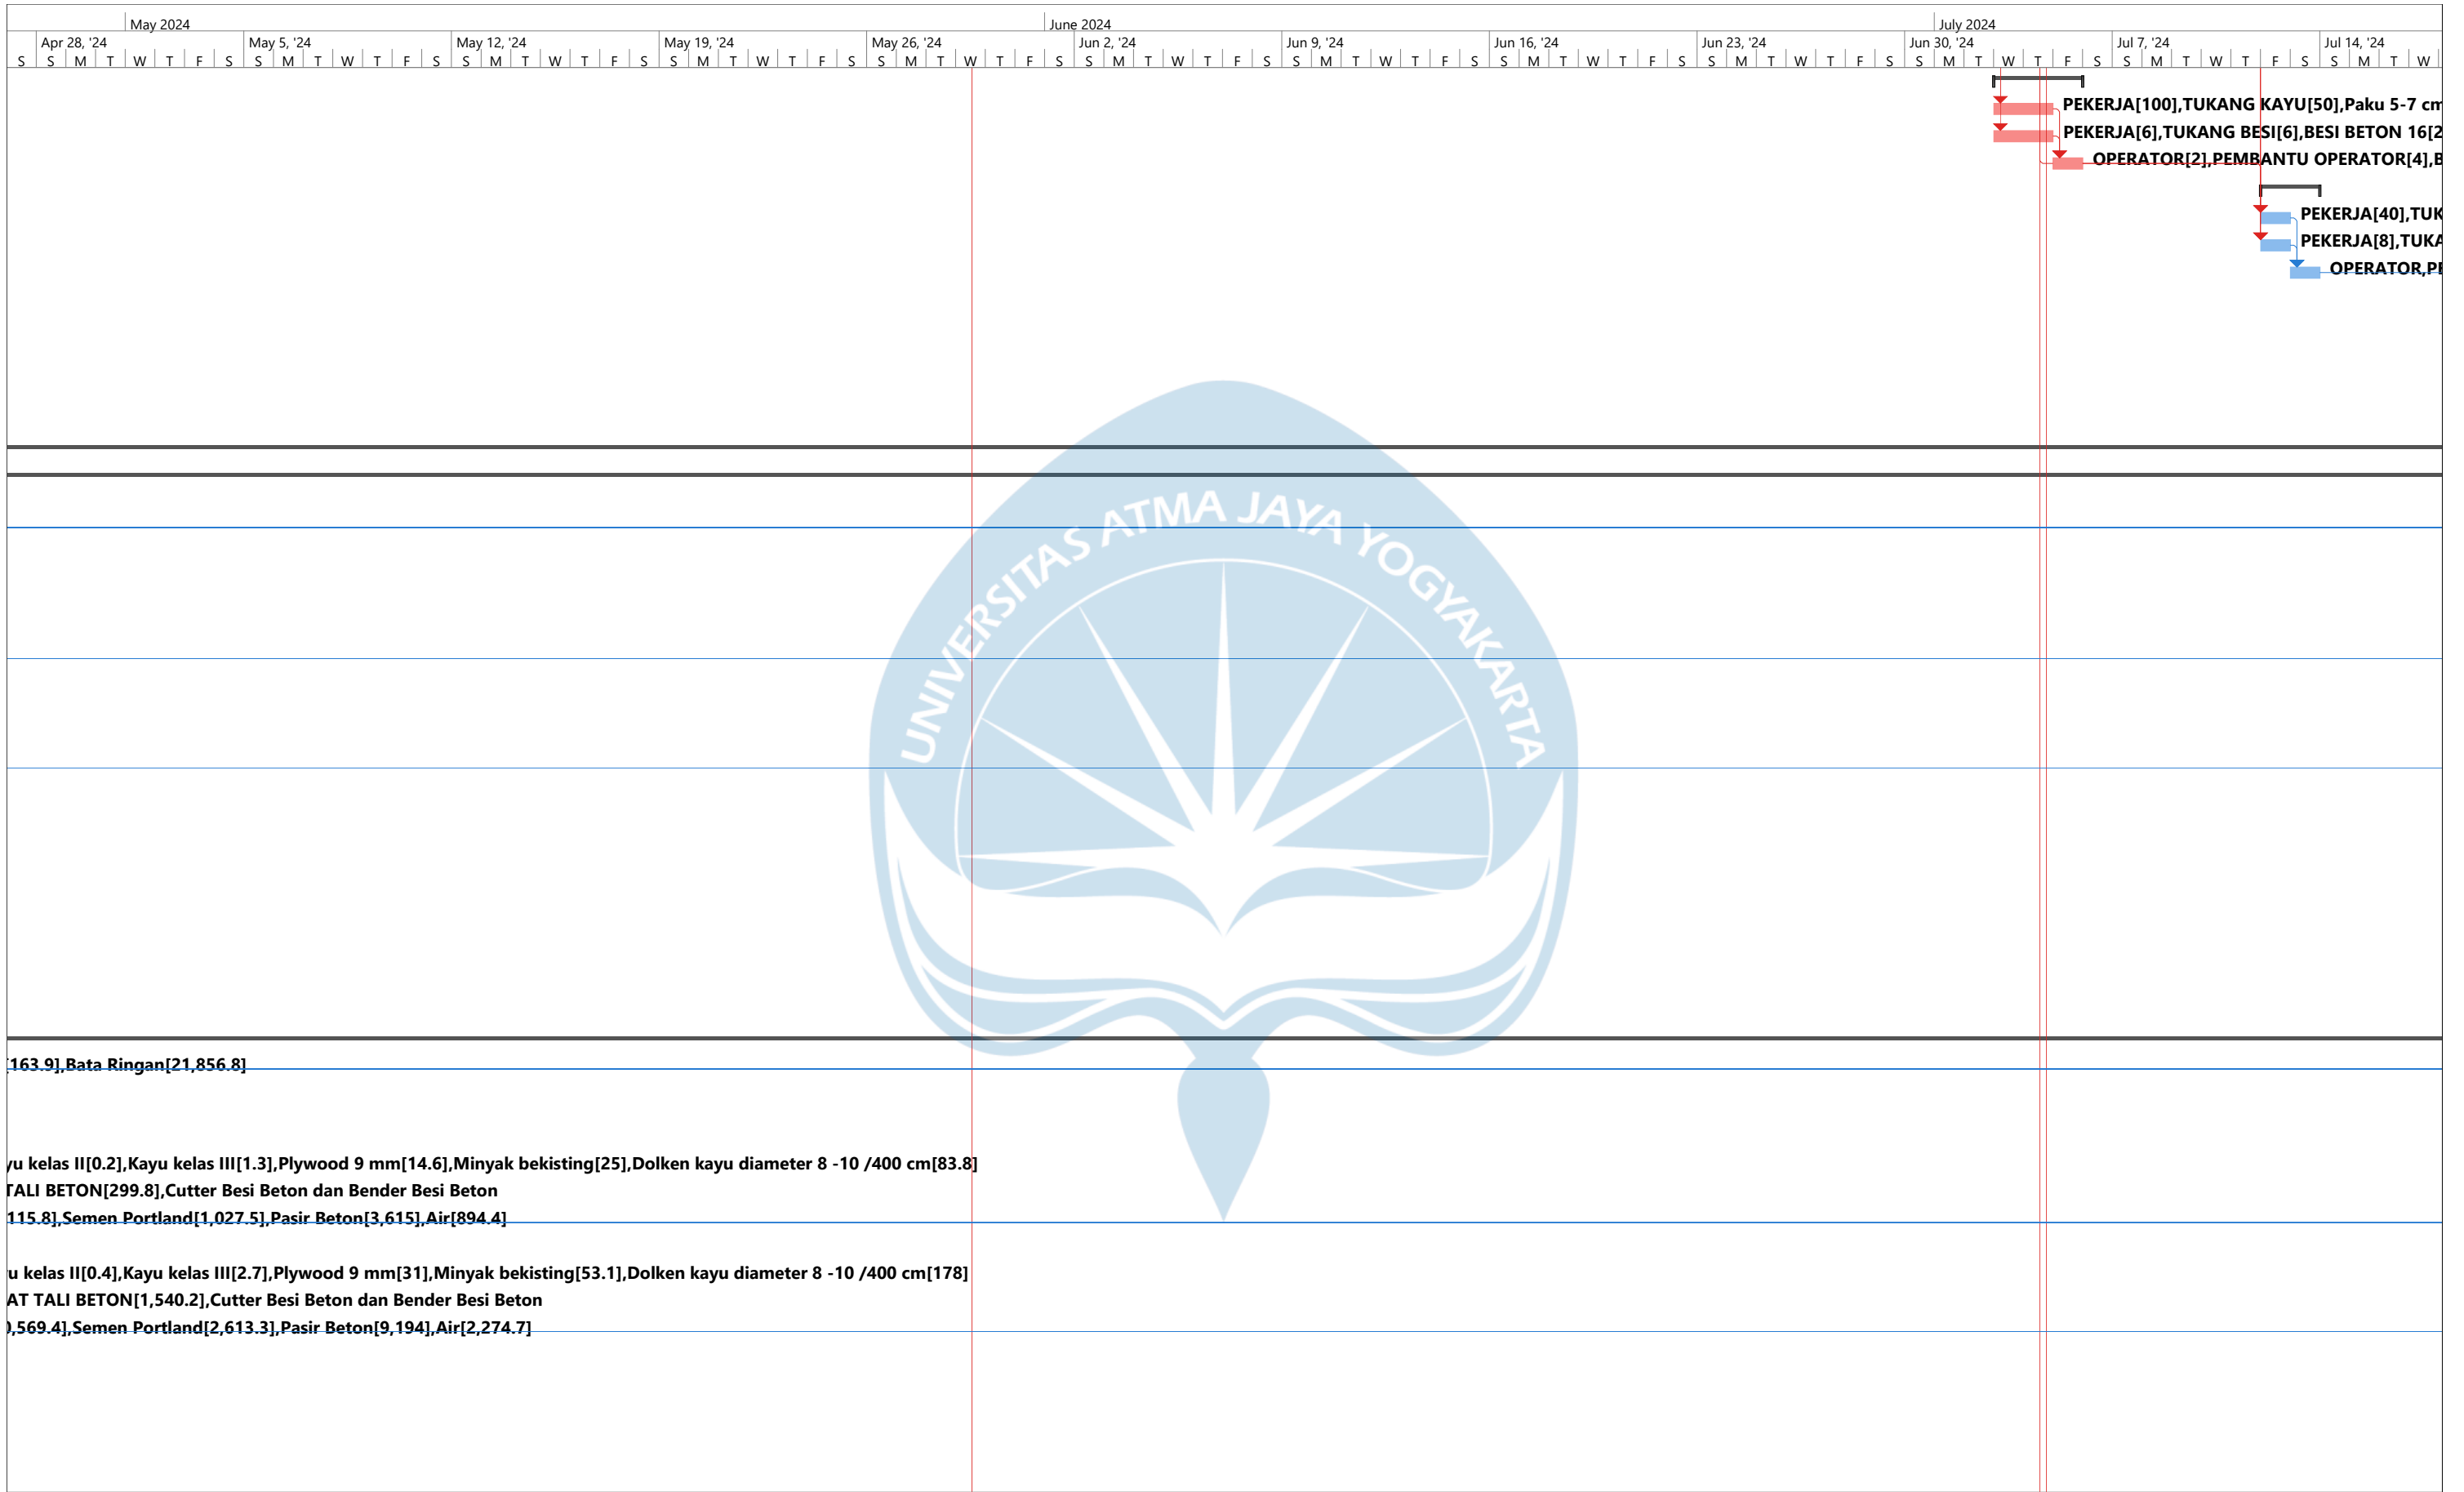 May 2024 June 2024 July 2024
Apr 28, '24 May 5, '24 May 12, '24 May 19, '24 May 26, '24 Jun 2, '24 Jun 9, '24 Jun 16, '24 Jun 23, '24 Jun 30, '24 Jul 7, '24 Jul 14, '24
S S M T W T F S S M T W T F S S M T W T F S S M T W T F S S M T W T F S S M T W T F S S M T W T F S S M T W T F S S M T W T F S S M T W T F S S M T W T F S S M T W
PEKERJA[100],TUKANG KAYU[50],Paku 5-7 cm
PEKERJA[6],TUKANG BESI[6],BESI BETON 16[2
OPERATOR[2],PEMBANTU OPERATOR[4],B
PEKERJA[40],TUK
PEKERJA[8],TUKA
OPERATOR,PE
UNIVERSITAS ATMA JAYA YOGYAKARTA
[163.9],Bata Ringan[21,856.8]
yu kelas II[0.2],Kayu kelas III[1.3],Plywood 9 mm[14.6],Minyak bekisting[25],Dolken kayu diameter 8 -10 /400 cm[83.8]
TALI BETON[299.8],Cutter Besi Beton dan Bender Besi Beton
115.8],Semen Portland[1,027.5],Pasir Beton[3,615],Air[894.4]
u kelas II[0.4],Kayu kelas III[2.7],Plywood 9 mm[31],Minyak bekisting[53.1],Dolken kayu diameter 8 -10 /400 cm[178]
AT TALI BETON[1,540.2],Cutter Besi Beton dan Bender Besi Beton
0,569.4],Semen Portland[2,613.3],Pasir Beton[9,194],Air[2,274.7]